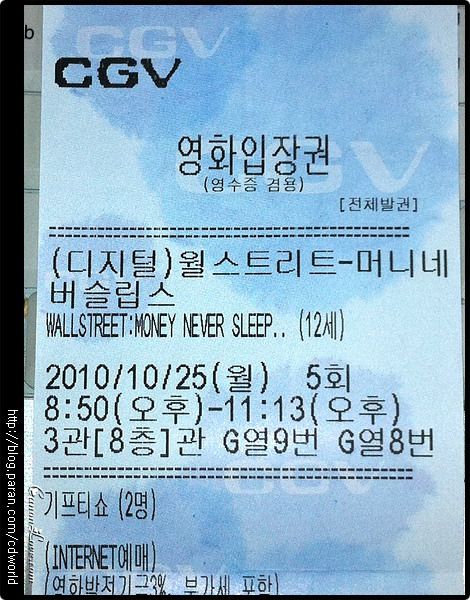 CGV
CGV
영화입장권
(영수증 겸용)
[전체발권]
(디지털)월스트리트-머니네
버슬립스
WALLSTREET:MONEY NEVER SLEEP.. (12세)
2010/10/25(월) 5회
8:50(오후)-11:13(오후)
3관[8층]관 G열9번 G열8번
기프티쇼 (2명)
(INTERNET예매)
(영화발전기금3% 부가세 포함)
http://blog.paran.com/cdworld